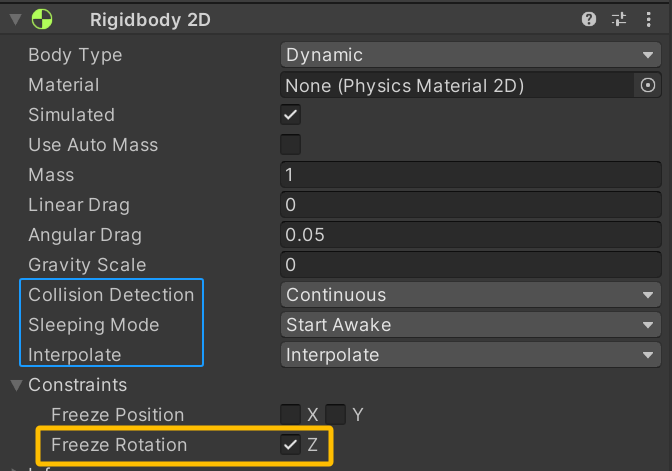 Rigidbody 2D
Body Type Dynamic
Material None (Physics Material 2D)
Simulated
Use Auto Mass
Mass 1
Linear Drag 0
Angular Drag 0.05
Gravity Scale 0
Collision Detection Continuous
Sleeping Mode Start Awake
Interpolate Interpolate
Constraints
Freeze Position X Y
Freeze Rotation Z